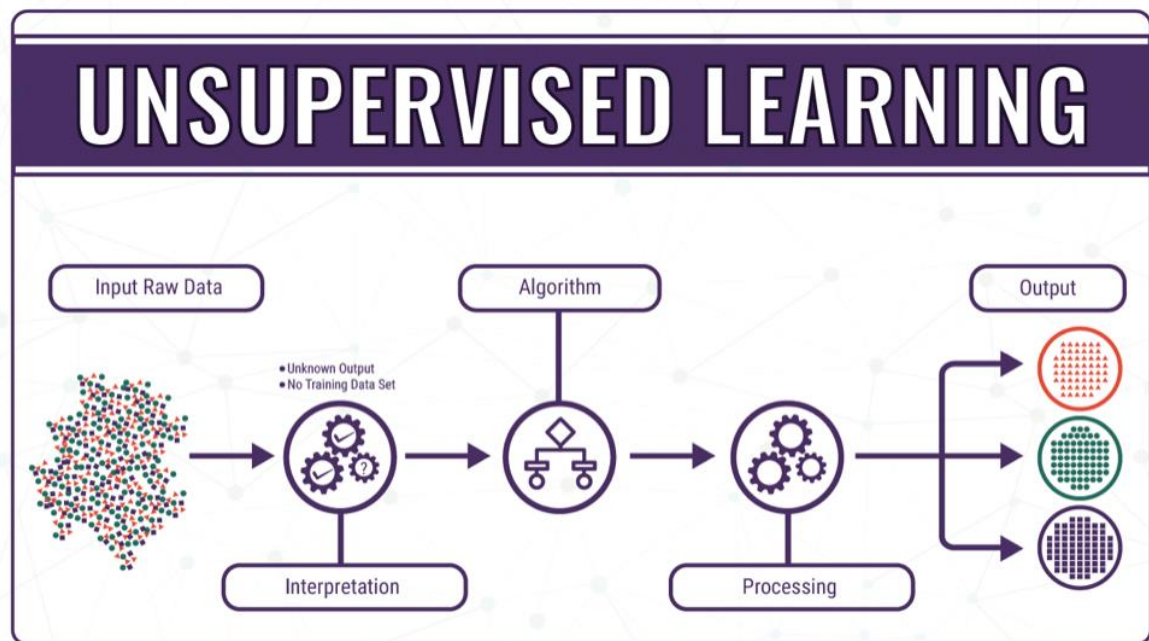 UNSUPERVISED LEARNING
Input Raw Data
Algorithm
Output
• Unknown Output
• No Training Data Set
?
Interpretation
Processing